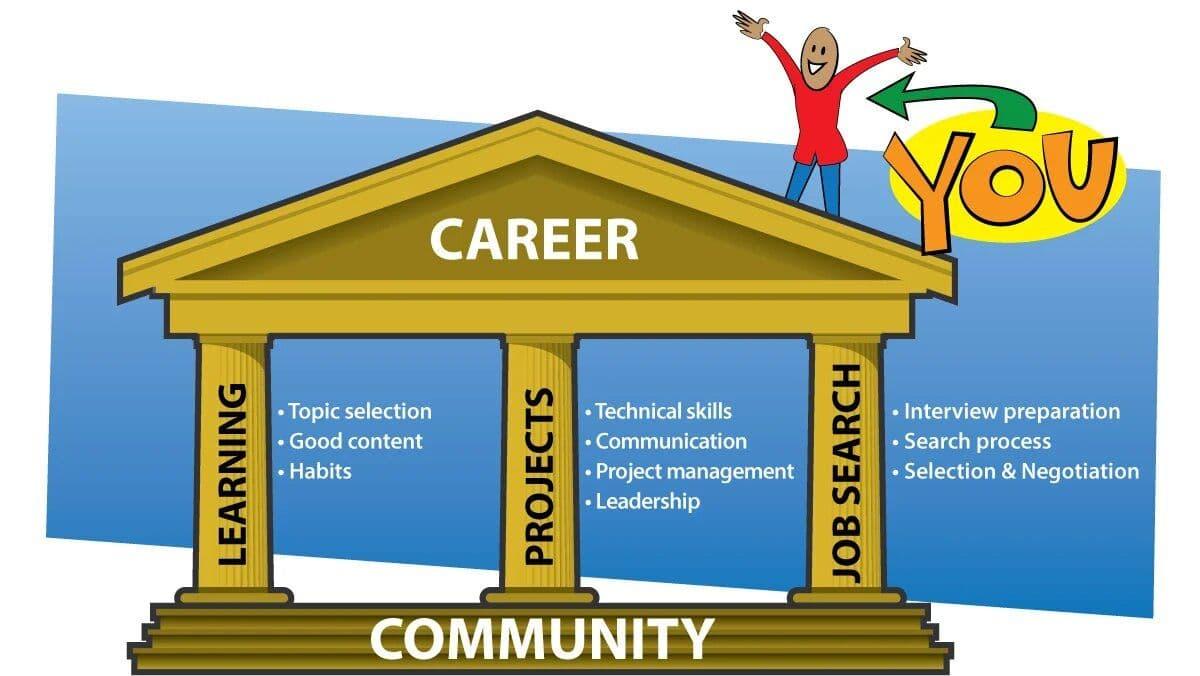 YOU
CAREER
LEARNING
• Topic selection
• Good content
• Habits
PROJECTS
• Technical skills
• Communication
• Project management
• Leadership
JOB SEARCH
• Interview preparation
• Search process
• Selection & Negotiation
COMMUNITY